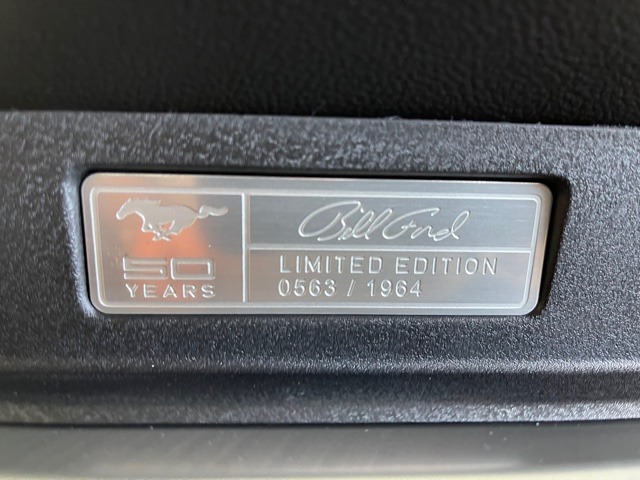 50
YEARS
Bill Ford
LIMITED EDITION
0563 / 1964